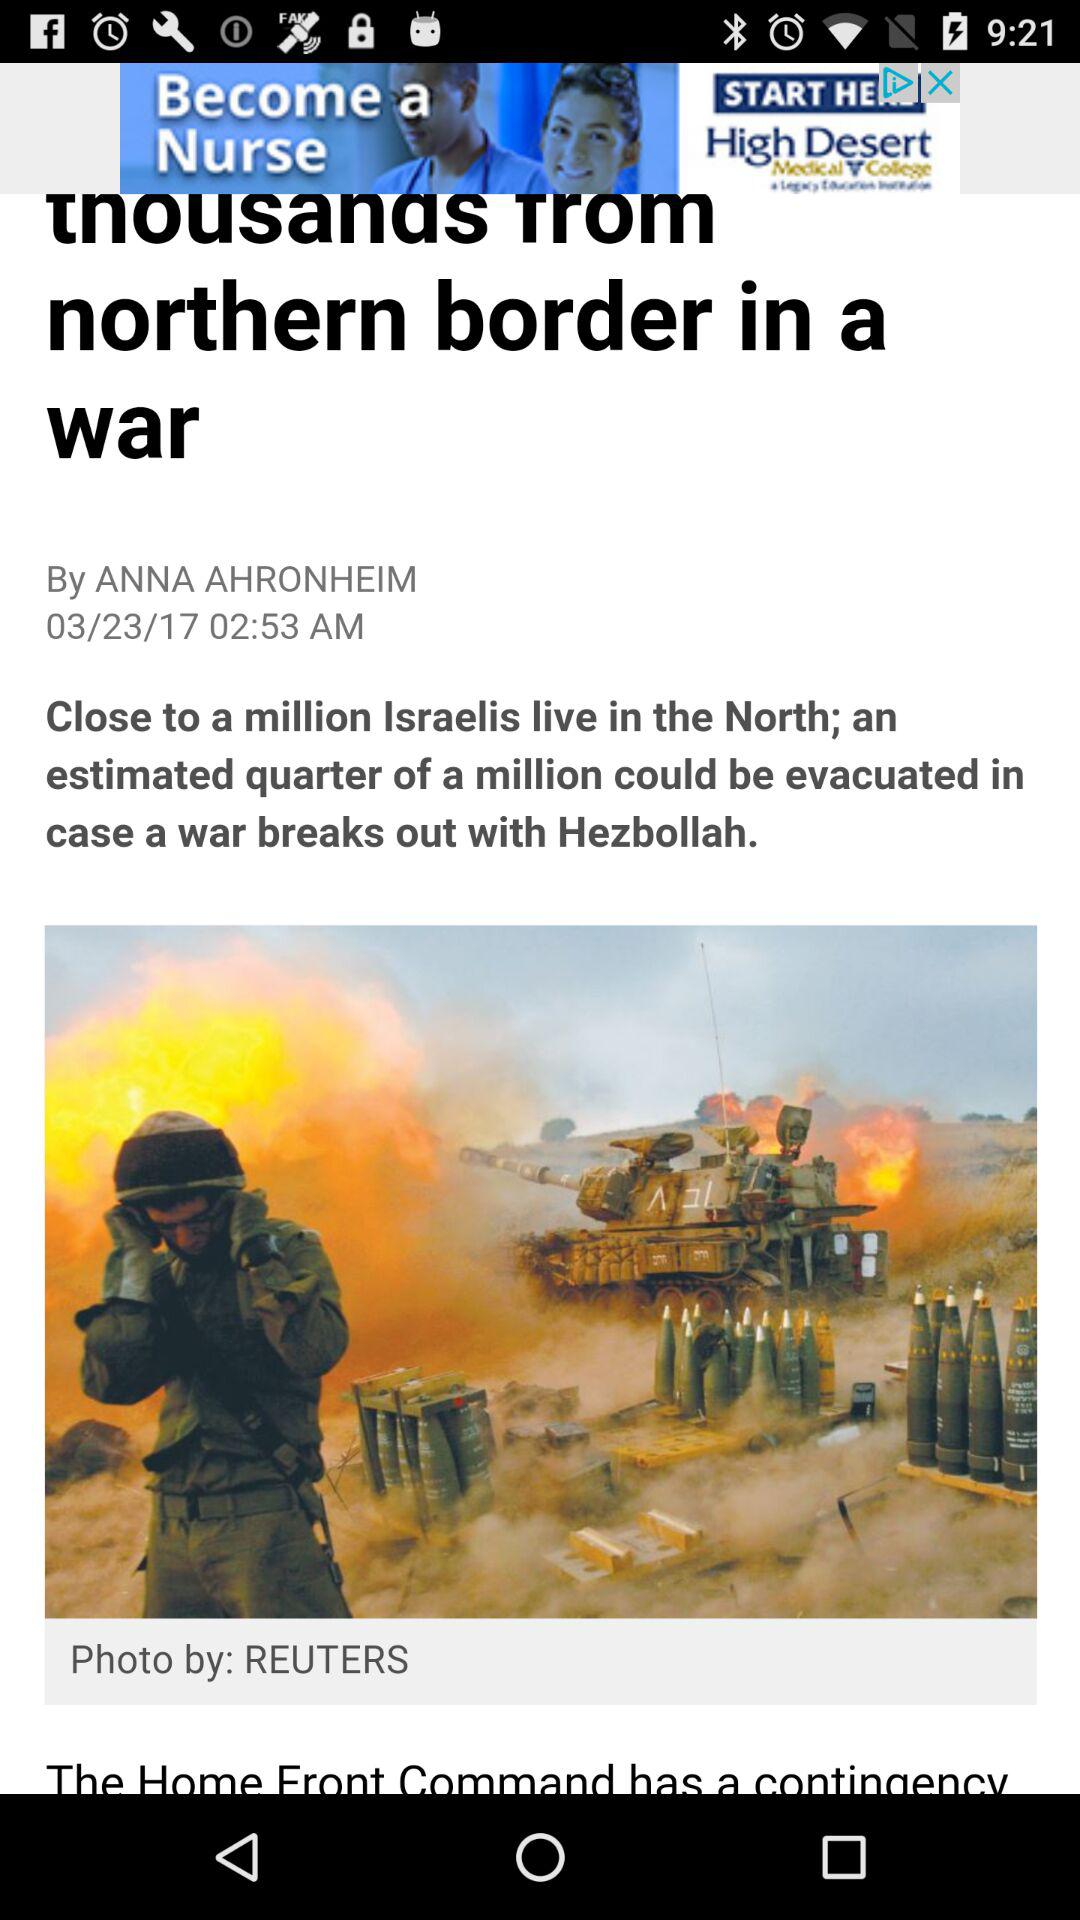 FAKE
9:21
Become a
Nurse
START HERE
High Desert
Medical College
a Legacy Education Institution
thousands from
northern border in a
war
By ANNA AHRONHEIM
03/23/17 02:53 AM
Close to a million Israelis live in the North; an
estimated quarter of a million could be evacuated in
case a war breaks out with Hezbollah.
Photo by: REUTERS
The Home Front Command has a contingency